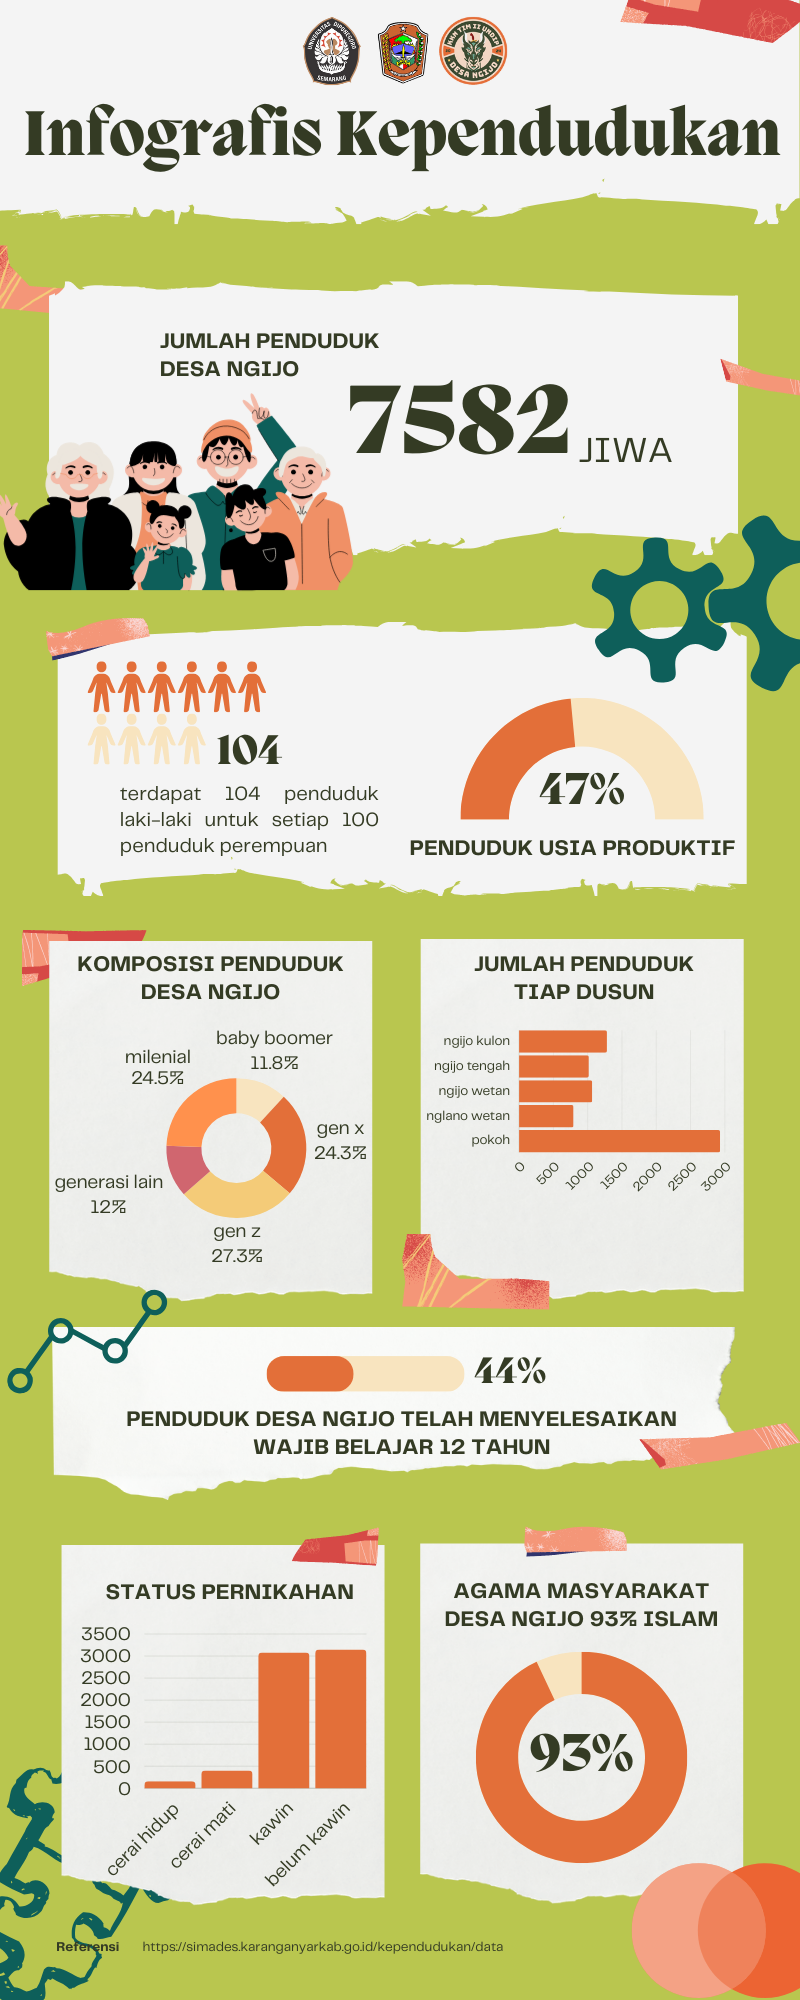 UNIVERSITAS DIPONEGORO
SEMARANG
KKN TIM II UNDIP
DESA NGIJO
Infografis Kependudukan
JUMLAH PENDUDUK
DESA NGIJO
7582 JIWA
104
terdapat 104 penduduk
laki-laki untuk setiap 100
penduduk perempuan
47%
PENDUDUK USIA PRODUKTIF
KOMPOSISI PENDUDUK
DESA NGIJO
baby boomer
11.8%
milenial
24.5%
gen x
24.3%
generasi lain
12%
gen z
27.3%
JUMLAH PENDUDUK
TIAP DUSUN
ngijo kulon
ngijo tengah
ngijo wetan
nglano wetan
pokoh
0 500 1000 1500 2000 2500 3000
44%
PENDUDUK DESA NGIJO TELAH MENYELESAIKAN
WAJIB BELAJAR 12 TAHUN
STATUS PERNIKAHAN
3500
3000
2500
2000
1500
1000
500
0
cerai hidup
cerai mati
kawin
belum kawin
AGAMA MASYARAKAT
DESA NGIJO 93% ISLAM
93%
Referensi https://simades.karanganyarkab.go.id/kependudukan/data